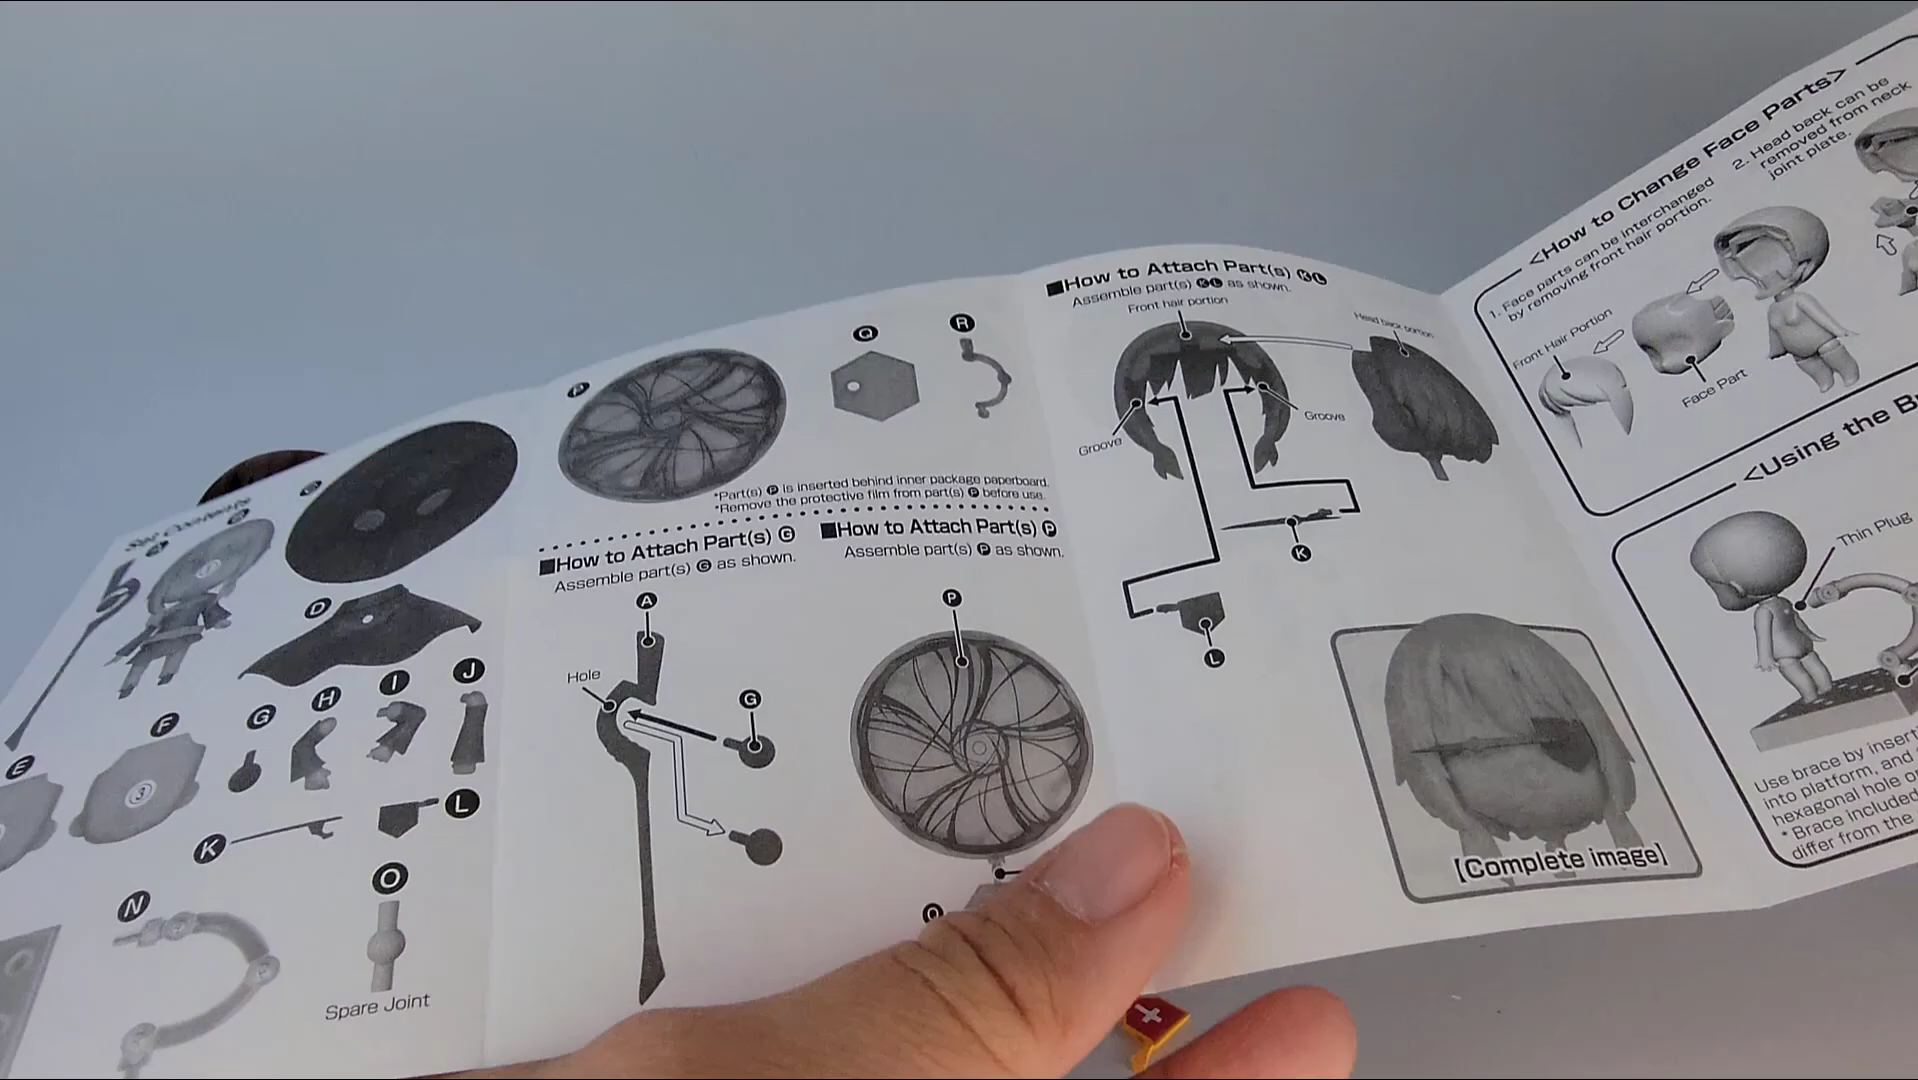 D
E
F
G
H
I
J
K
L
N
O
Spare Joint
P
Q
R
*Part(s) P is inserted behind inner package paperboard.
*Remove the protective film from part(s) P before use.
■How to Attach Part(s) G
Assemble part(s) G as shown.
A
Hole
G
■How to Attach Part(s) P
Assemble part(s) P as shown.
P
Q
■How to Attach Part(s) K L
Assemble part(s) K L as shown.
Front hair portion
Head back portion
Groove
Groove
K
L
[Complete image]
<How to Change Face Parts>
1. Face parts can be interchanged
by removing front hair portion.
2. Head back can be
removed from neck
joint plate.
Front Hair Portion
Face Part
<Using the
Thin Plug
Use brace by
into platform, and
hexagonal hole
* Brace included
differ from the